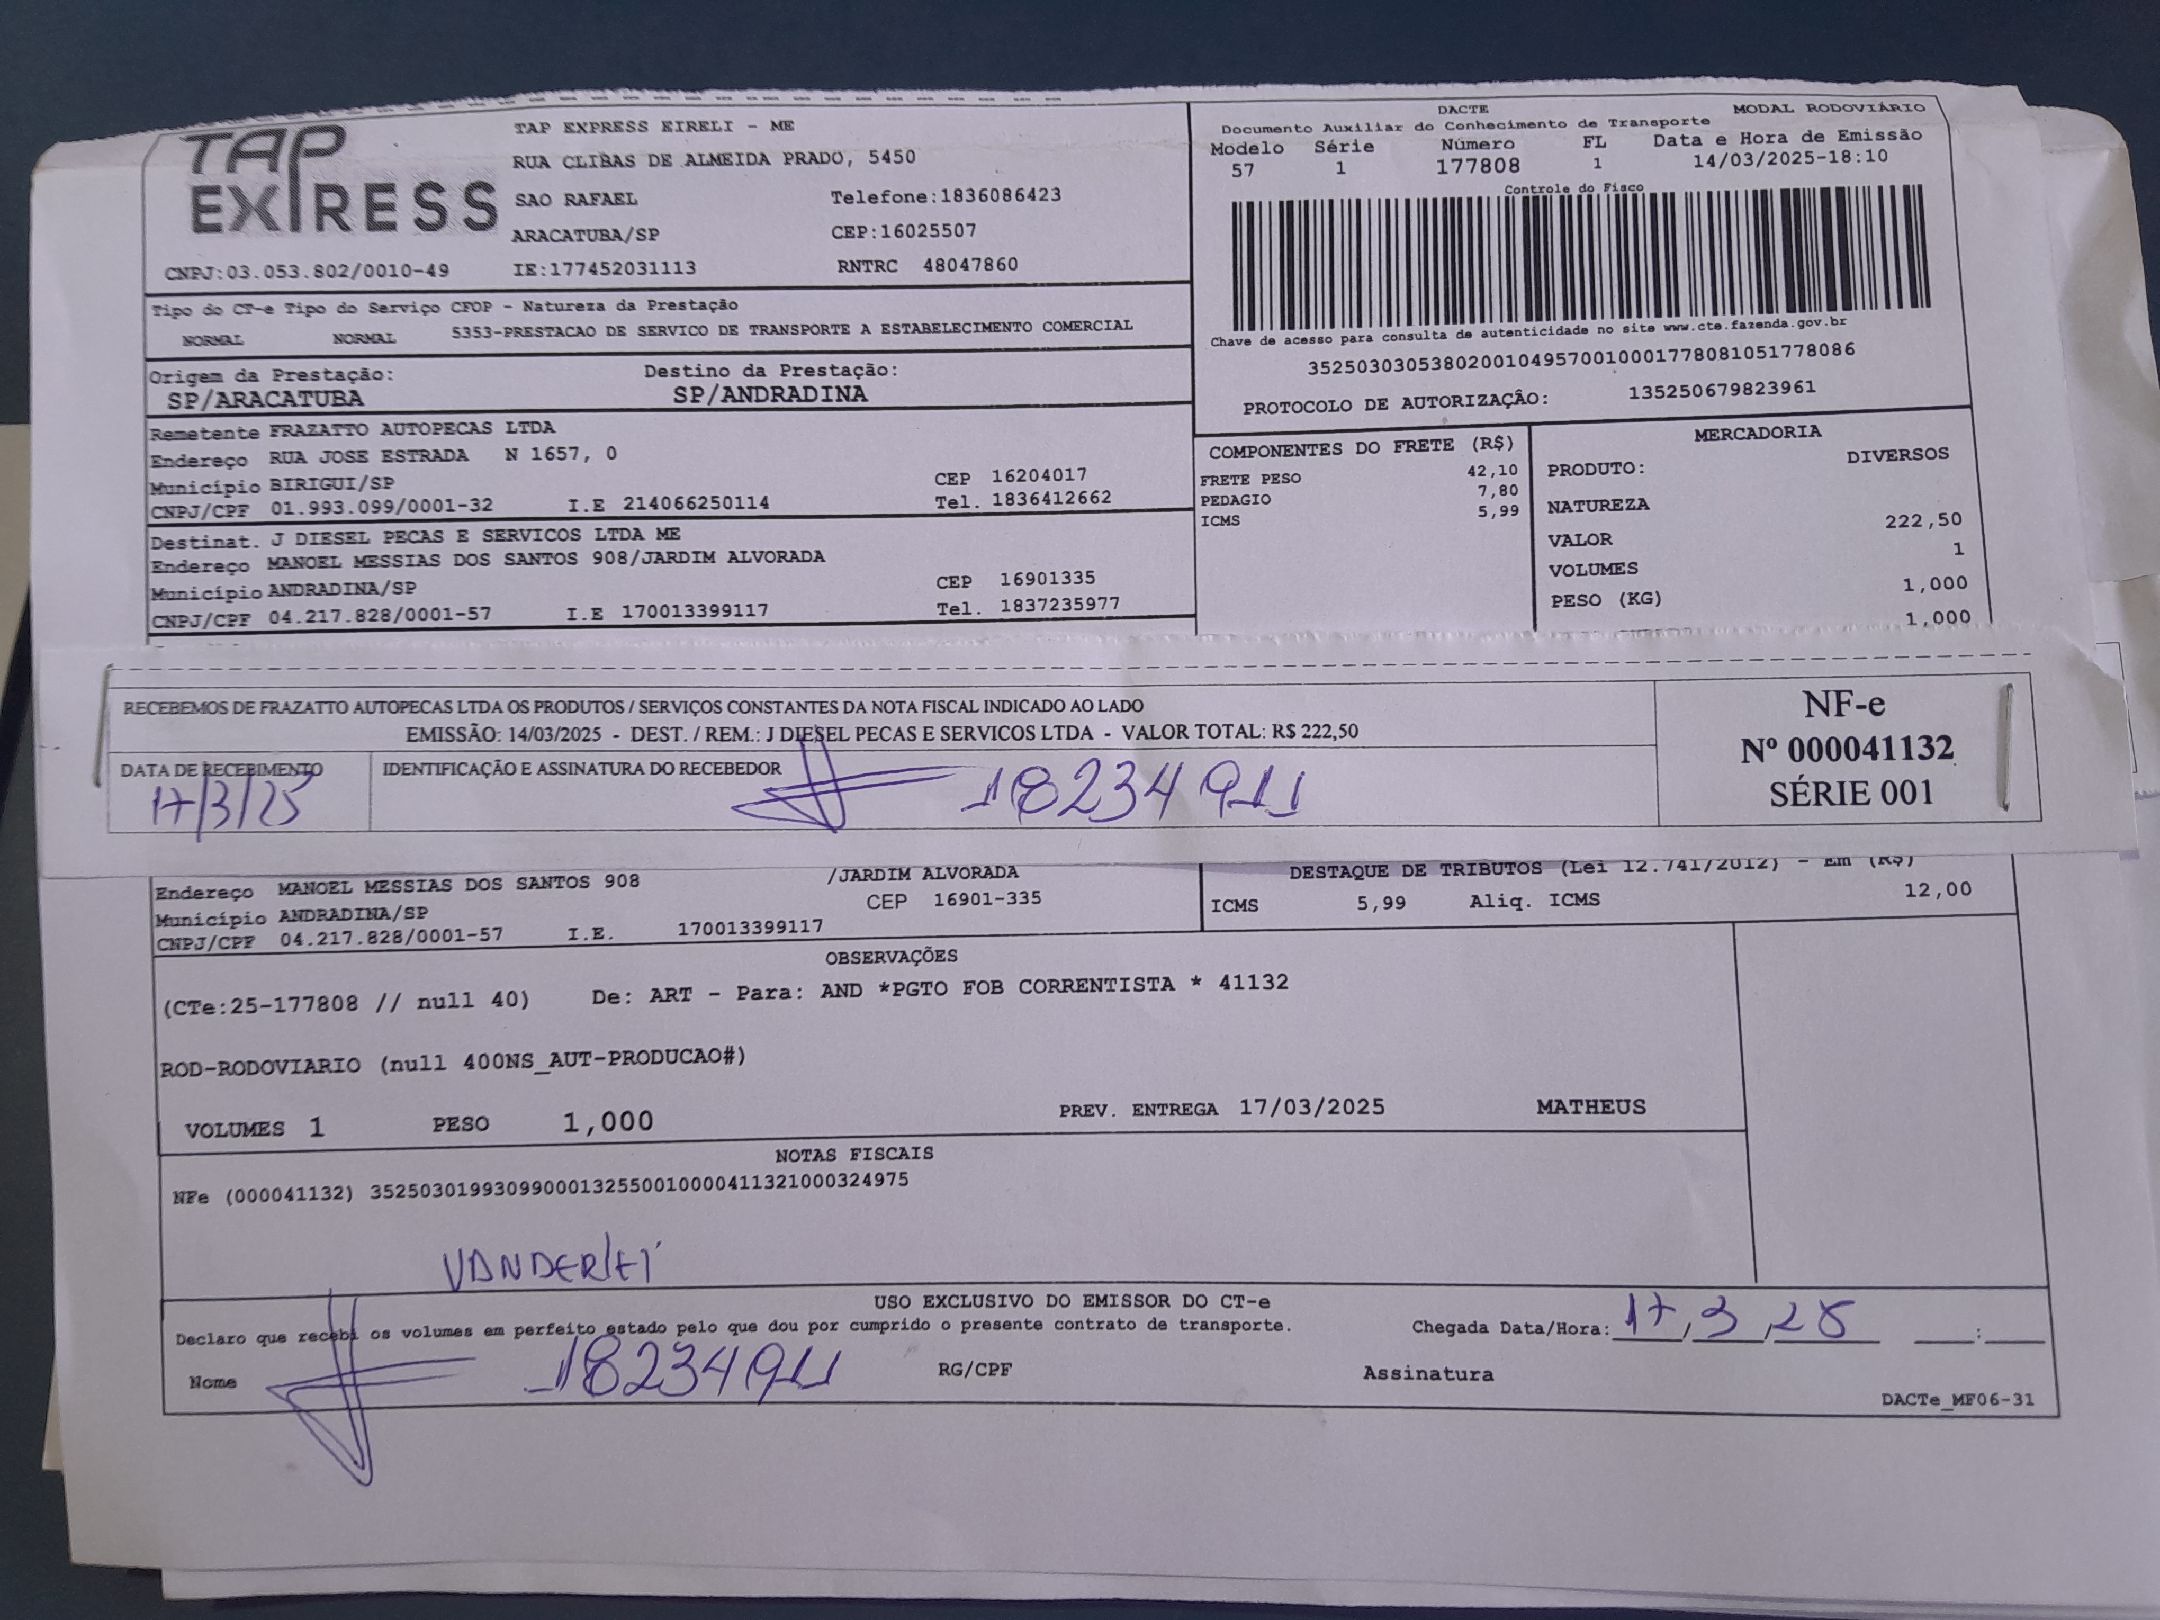 TAP EXPRESS
TAP EXPRESS EIRELI - ME
RUA CLIBAS DE ALMEIDA PRADO, 5450
SAO RAFAEL Telefone:1836086423
ARACATUBA/SP CEP:16025507
CNPJ:03.053.802/0010-49 IE:177452031113 RNTRC 48047860
DACTE MODAL RODOVIÁRIO
Documento Auxiliar do Conhecimento de Transporte
Modelo Série Número FL Data e Hora de Emissão
57 1 177808 1 14/03/2025-18:10
Controle do Fisco
Chave de acesso para consulta de autenticidade no site www.cte.fazenda.gov.br
35250303053802001049570010001778081051778086
PROTOCOLO DE AUTORIZAÇÃO: 135250679823961
Tipo do CT-e Tipo do Serviço CFOP - Natureza da Prestação
NORMAL NORMAL 5353-PRESTACAO DE SERVICO DE TRANSPORTE A ESTABELECIMENTO COMERCIAL
Origem da Prestação: Destino da Prestação:
SP/ARACATUBA SP/ANDRADINA
Remetente FRAZATTO AUTOPECAS LTDA
Endereço RUA JOSE ESTRADA N 1657, 0
Município BIRIGUI/SP CEP 16204017
CNPJ/CPF 01.993.099/0001-32 I.E 214066250114 Tel. 1836412662
Destinat. J DIESEL PECAS E SERVICOS LTDA ME
Endereço MANOEL MESSIAS DOS SANTOS 908/JARDIM ALVORADA
Município ANDRADINA/SP CEP 16901335
CNPJ/CPF 04.217.828/0001-57 I.E 170013399117 Tel. 1837235977
COMPONENTES DO FRETE (R$)
FRETE PESO 42,10
PEDAGIO 7,80
ICMS 5,99
MERCADORIA
PRODUTO: DIVERSOS
NATUREZA
VALOR 222,50
VOLUMES 1
PESO (KG) 1,000
1,000
RECEBEMOS DE FRAZATTO AUTOPECAS LTDA OS PRODUTOS / SERVIÇOS CONSTANTES DA NOTA FISCAL INDICADO AO LADO
EMISSÃO: 14/03/2025 - DEST. / REM.: J DIESEL PECAS E SERVICOS LTDA - VALOR TOTAL: R$ 222,50
DATA DE RECEBIMENTO IDENTIFICAÇÃO E ASSINATURA DO RECEBEDOR
17/3/25 18234911
NF-e
Nº 000041132
SÉRIE 001
Endereço MANOEL MESSIAS DOS SANTOS 908 /JARDIM ALVORADA
Município ANDRADINA/SP CEP 16901-335
CNPJ/CPF 04.217.828/0001-57 I.E. 170013399117
DESTAQUE DE TRIBUTOS (Lei 12.741/2012) - Em (R$)
ICMS 5,99 Aliq. ICMS 12,00
OBSERVAÇÕES
(CTe:25-177808 // null 40) De: ART - Para: AND *PGTO FOB CORRENTISTA * 41132
ROD-RODOVIARIO (null 400NS_AUT-PRODUCAO#)
VOLUMES 1 PESO 1,000 PREV. ENTREGA 17/03/2025 MATHEUS
NOTAS FISCAIS
NFe (000041132) 35250301993099000132550010000411321000324975
VANDERLEI
USO EXCLUSIVO DO EMISSOR DO CT-e
Declaro que recebi os volumes em perfeito estado pelo que dou por cumprido o presente contrato de transporte. Chegada Data/Hora: 17,3,25 __:__
Nome 18234911 RG/CPF Assinatura
DACTe_MF06-31